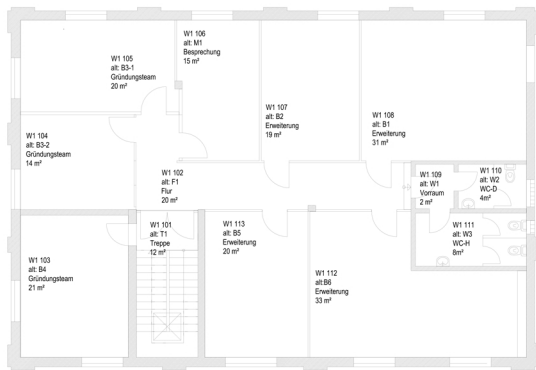 W1 106
alt: M1
Besprechung
15 m²
W1 105
alt: B3-1
Gründungsteam
20 m²
W1 107
alt: B2
Erweiterung
19 m²
W1 108
alt: B1
Erweiterung
31 m²
W1 104
alt: B3-2
Gründungsteam
14 m²
W1 102
alt: F1
Flur
20 m²
W1 109
alt: W1
Vorraum
2 m²
W1 110
alt: W2
WC-D
4m²
W1 101
alt: T1
Treppe
12 m²
W1 113
alt: B5
Erweiterung
20 m²
W1 111
alt: W3
WC-H
8m²
W1 103
alt: B4
Gründungsteam
21 m²
W1 112
alt:B6
Erweiterung
33 m²